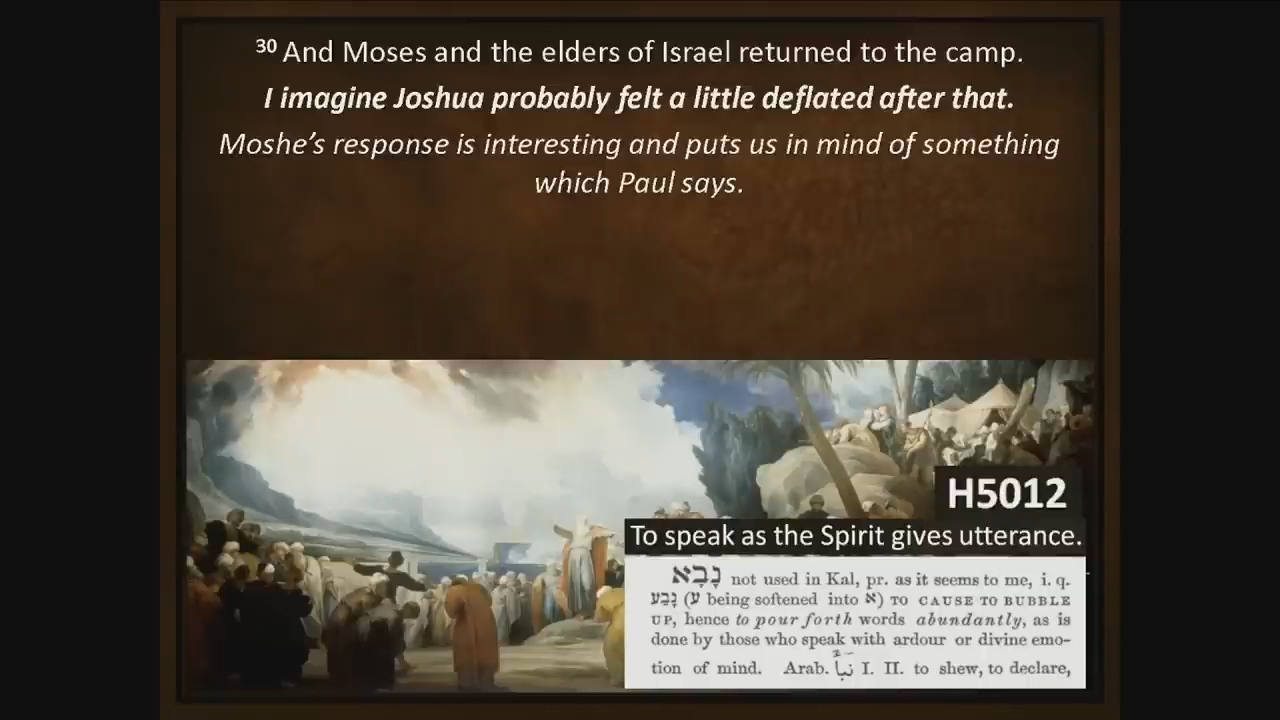 30 And Moses and the elders of Israel returned to the camp.
I imagine Joshua probably felt a little deflated after that.
Moshe's response is interesting and puts us in mind of something
which Paul says.
H5012
To speak as the Spirit gives utterance.
נָבָא not used in Kal, pr. as it seems to me, i. q.
נָבַע (ע being softened into א) TO CAUSE TO BUBBLE
UP, hence to pour forth words abundantly, as is
done by those who speak with ardour or divine emo-
tion of mind. Arab. نبأ I. II. to shew, to declare,